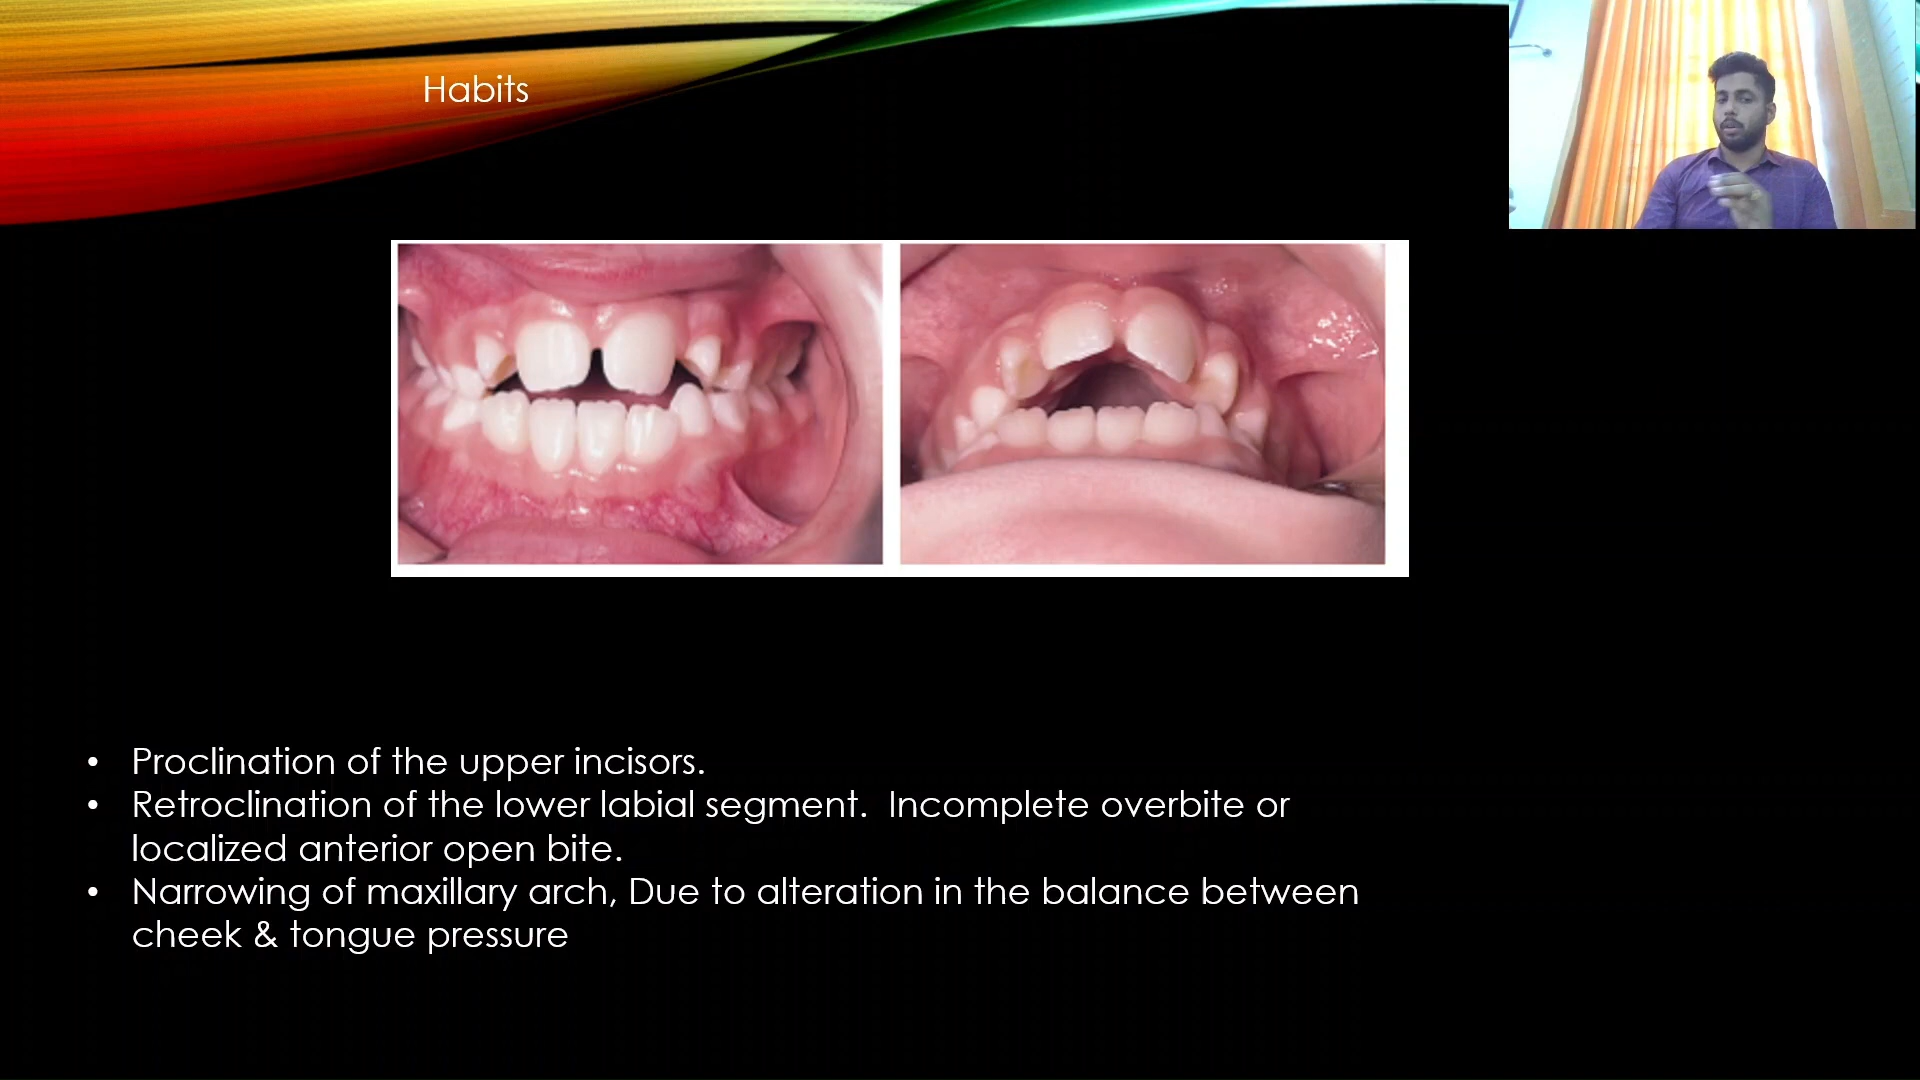 Habits
• Proclination of the upper incisors.
• Retroclination of the lower labial segment.  Incomplete overbite or
localized anterior open bite.
• Narrowing of maxillary arch, Due to alteration in the balance between
cheek & tongue pressure